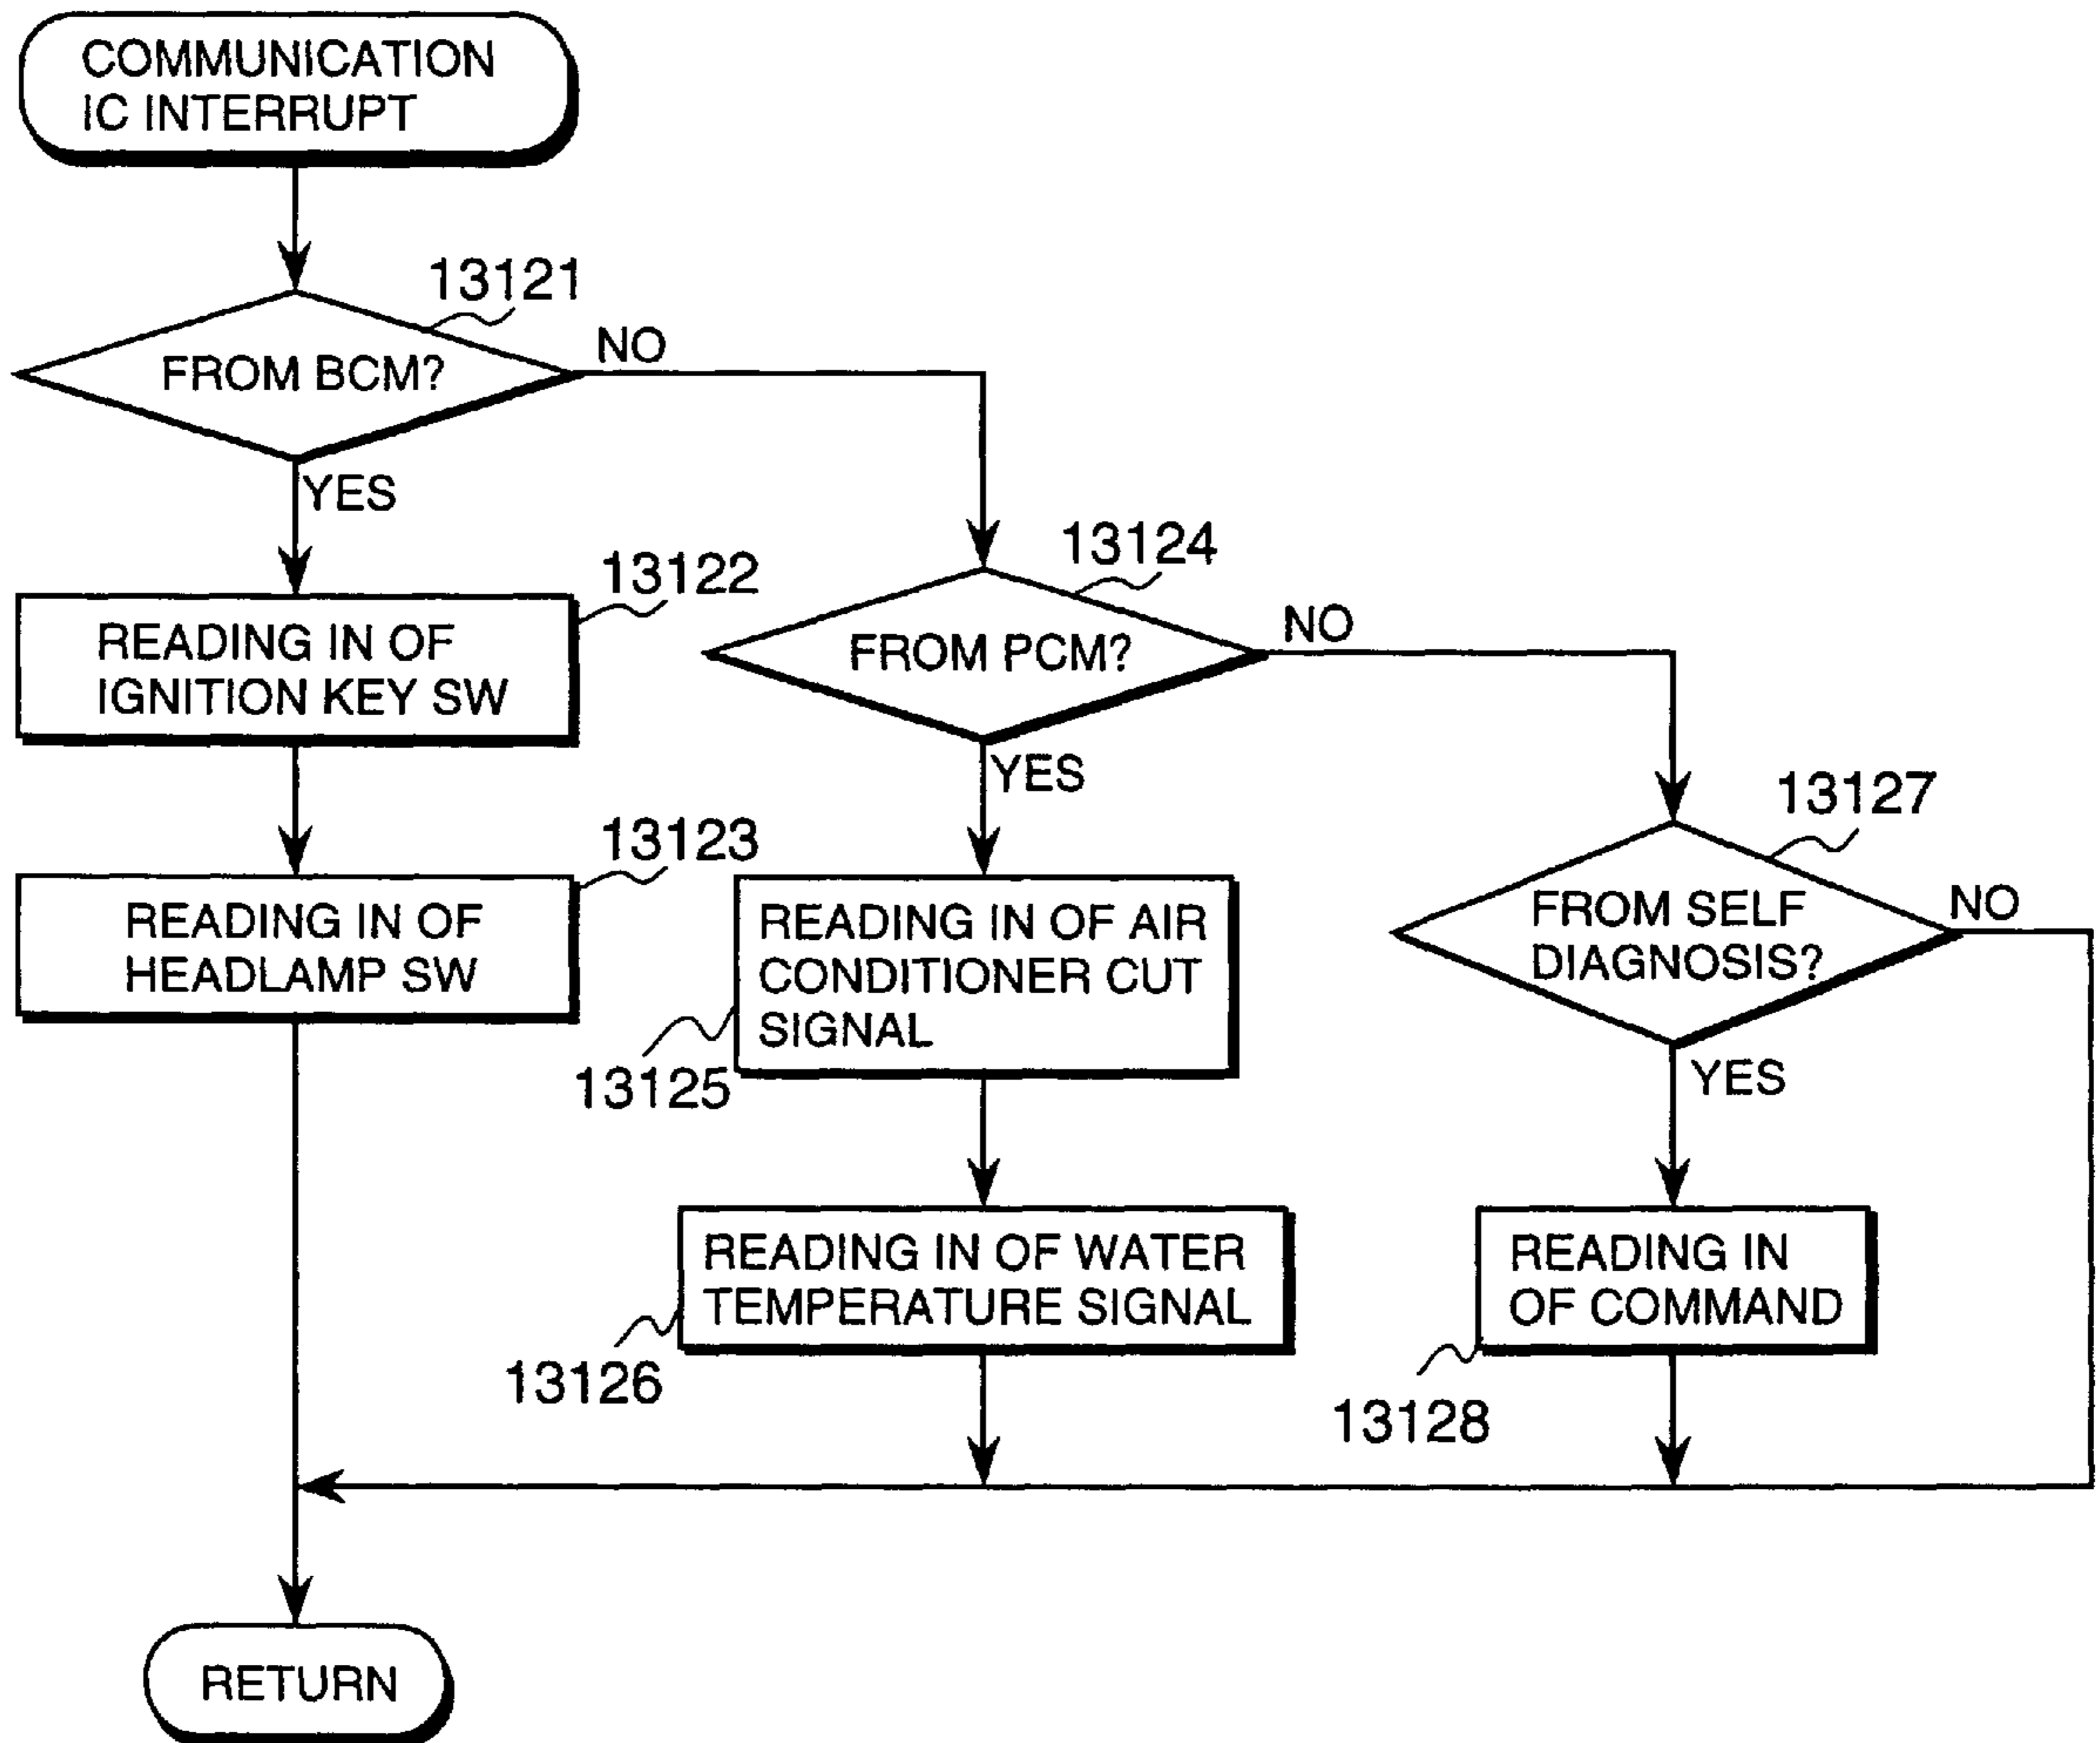 COMMUNICATION
IC INTERRUPT
13121
FROM BCM?
NO
YES
13122
READING IN OF
IGNITION KEY SW
13123
READING IN OF
HEADLAMP SW
13124
FROM PCM?
NO
YES
READING IN OF AIR
CONDITIONER CUT
SIGNAL
13125
READING IN OF WATER
TEMPERATURE SIGNAL
13126
13127
FROM SELF
DIAGNOSIS?
NO
YES
READING IN
OF COMMAND
13128
RETURN